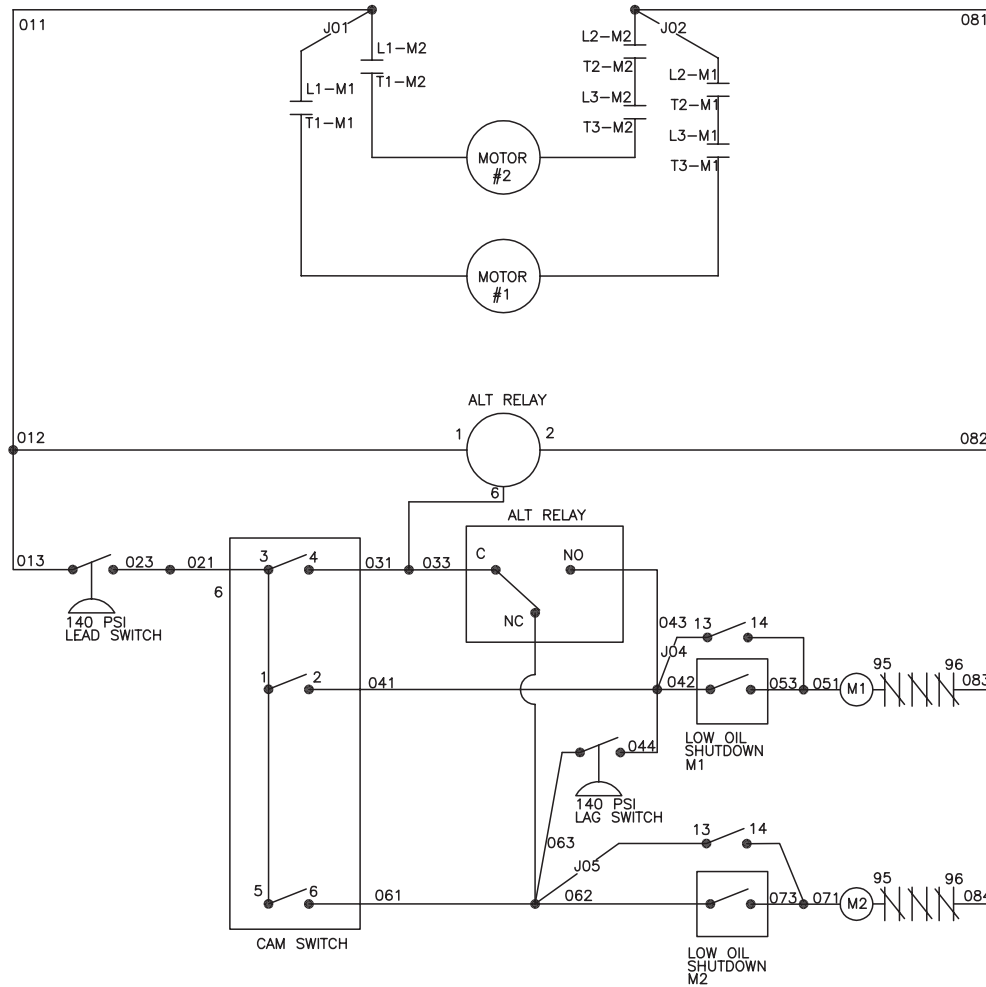 011
J01
L1-M2
T1-M2
L1-M1
T1-M1
L2-M2
T2-M2
L3-M2
T3-M2
J02
L2-M1
T2-M1
L3-M1
T3-M1
081
MOTOR
#2
MOTOR
#1
ALT RELAY
012
1
2
082
6
ALT RELAY
013
023
021
3
4
031
033
C
NO
NC
6
140 PSI
LEAD SWITCH
1
2
041
043
13
14
J04
042
053
051
M1
95
96
083
LOW OIL
SHUTDOWN
M1
044
140 PSI
LAG SWITCH
063
J05
13
14
5
6
061
062
073
071
M2
95
96
084
CAM SWITCH
LOW OIL
SHUTDOWN
M2